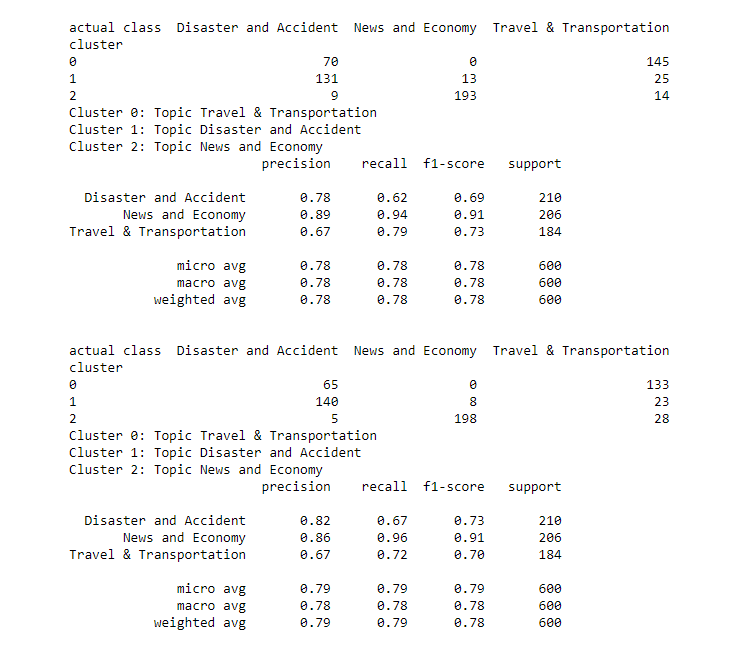 actual class  Disaster and Accident  News and Economy  Travel & Transportation
cluster
0                                70                 0                      145
1                               131                13                       25
2                                 9               193                       14
Cluster 0: Topic Travel & Transportation
Cluster 1: Topic Disaster and Accident
Cluster 2: Topic News and Economy
                         precision    recall  f1-score   support

  Disaster and Accident       0.78      0.62      0.69       210
       News and Economy       0.89      0.94      0.91       206
Travel & Transportation       0.67      0.79      0.73       184

              micro avg       0.78      0.78      0.78       600
              macro avg       0.78      0.78      0.78       600
           weighted avg       0.78      0.78      0.78       600

actual class  Disaster and Accident  News and Economy  Travel & Transportation
cluster
0                                65                 0                      133
1                               140                 8                       23
2                                 5               198                       28
Cluster 0: Topic Travel & Transportation
Cluster 1: Topic Disaster and Accident
Cluster 2: Topic News and Economy
                         precision    recall  f1-score   support

  Disaster and Accident       0.82      0.67      0.73       210
       News and Economy       0.86      0.96      0.91       206
Travel & Transportation       0.67      0.72      0.70       184

              micro avg       0.79      0.79      0.79       600
              macro avg       0.78      0.78      0.78       600
           weighted avg       0.79      0.79      0.78       600